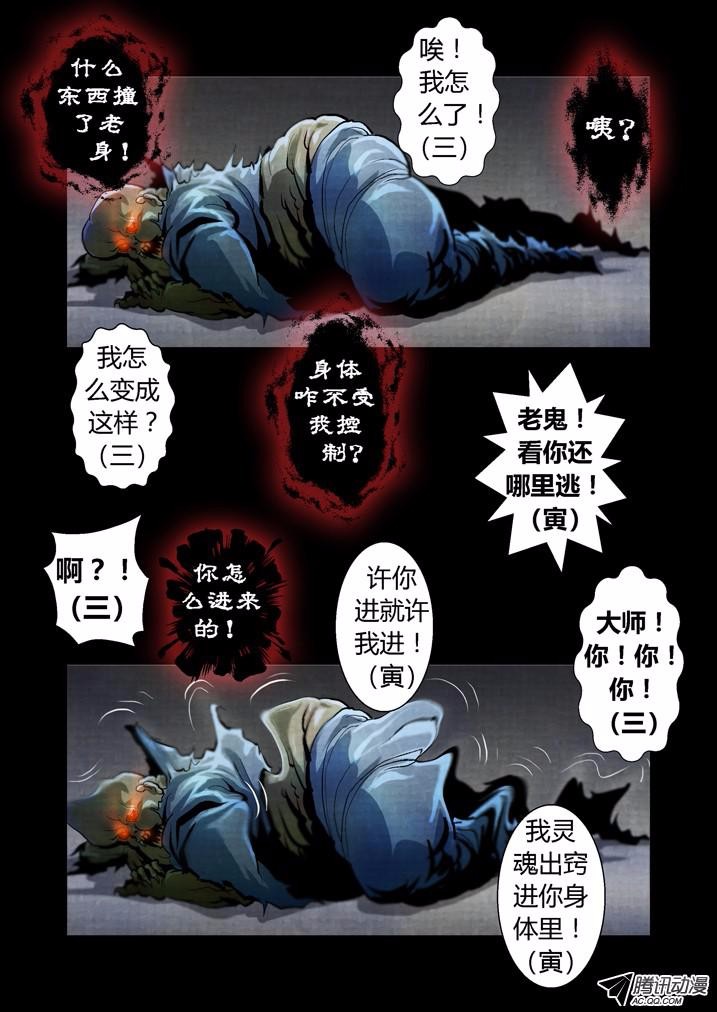 什么
东西撞
了老
身！
唉！
我怎
么了！
（三）
咦？
我怎
么变成
这样？
（三）
身体
咋不受
我控
制？
老鬼！
看你还
哪里逃！
（寅）
啊？！
（三）
你怎
么进来
的！
许你
进就许
我进！
（寅）
大师！
你！你！
你！
（三）
我灵
魂出窍
进你身
体里！
（寅）
腾讯动漫
AC.QQ.COM